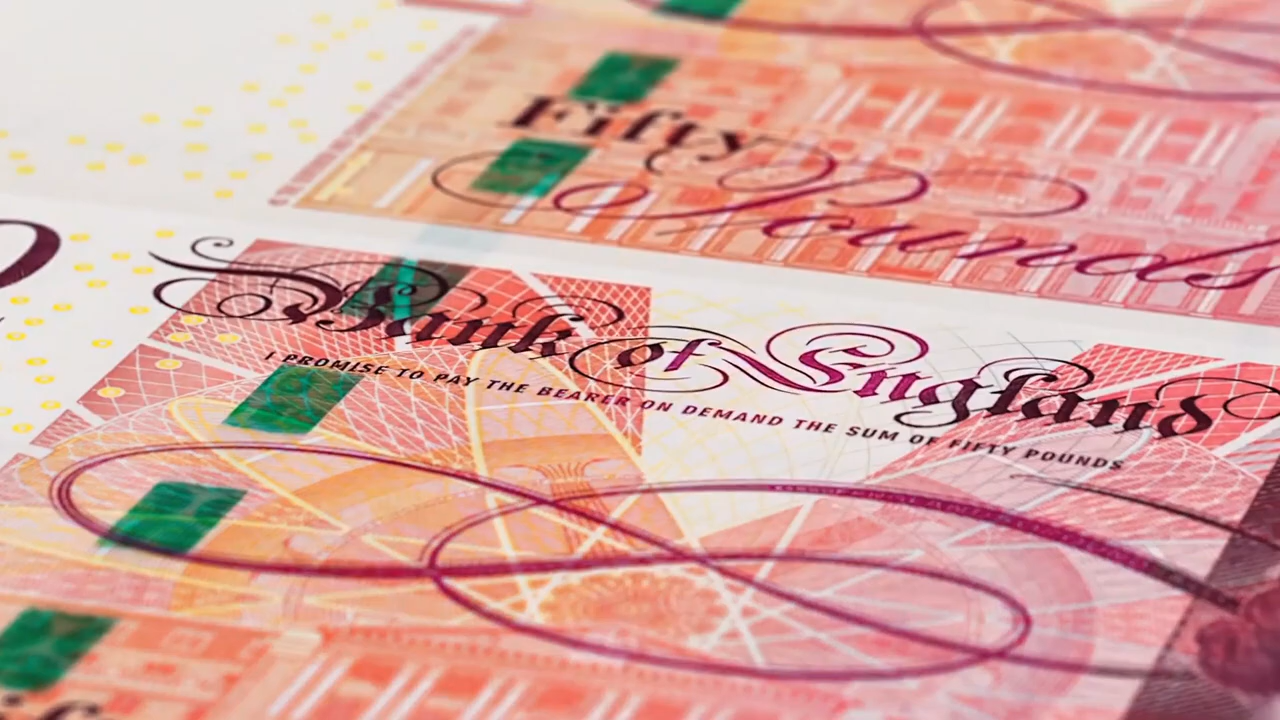 Fifty
Pounds
Bank of England
I PROMISE TO PAY THE BEARER ON DEMAND THE SUM OF FIFTY POUNDS